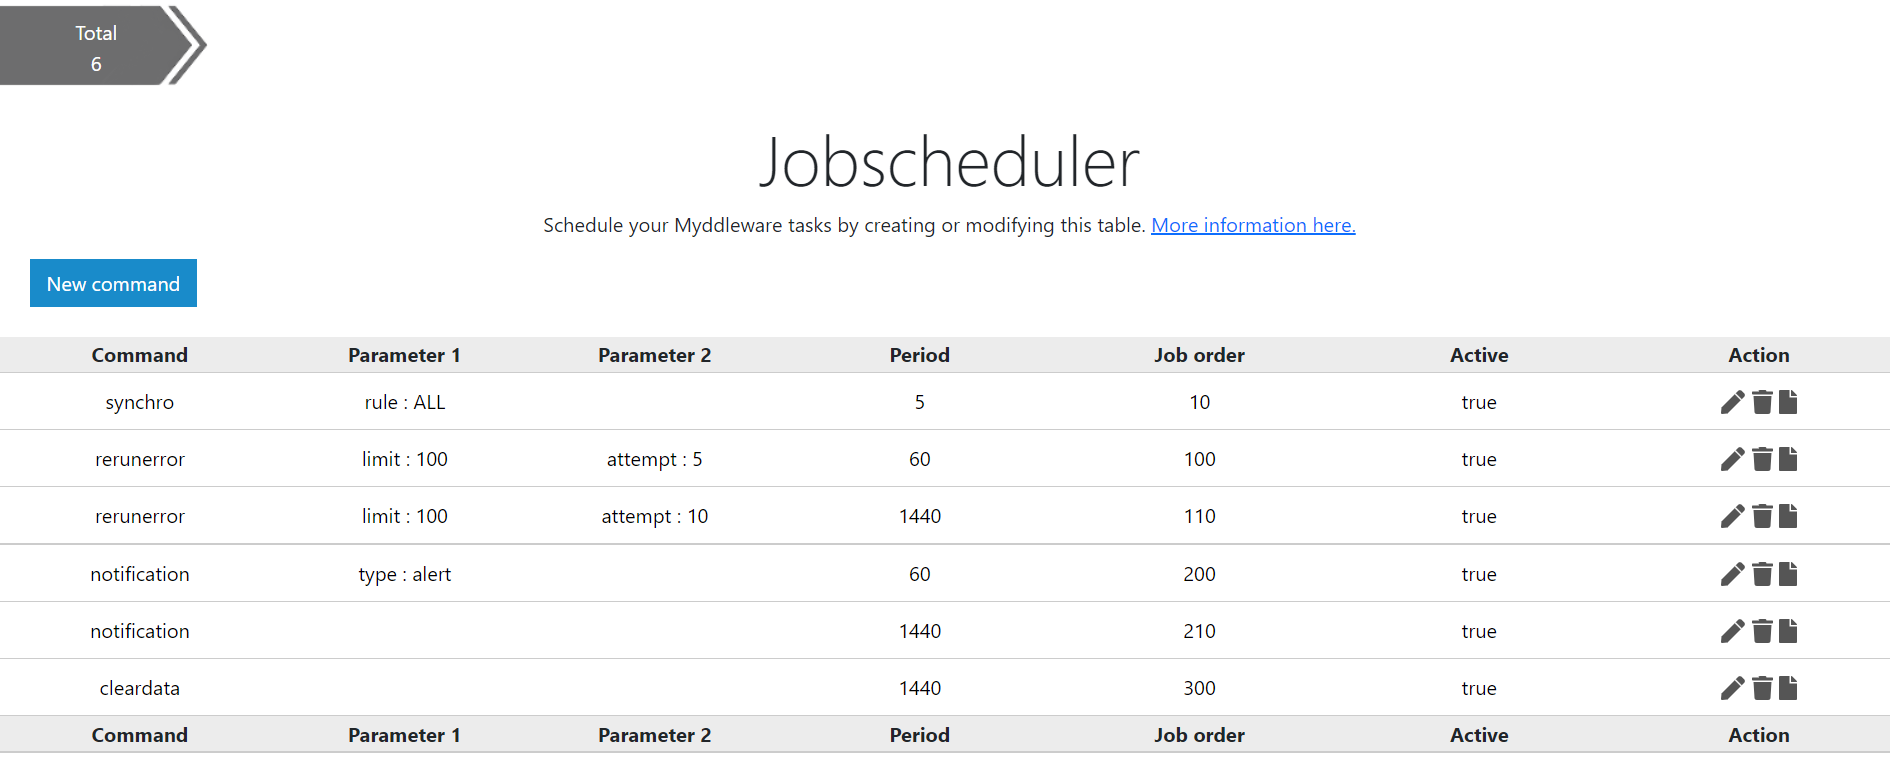 Total
6
Jobscheduler
Schedule your Myddleware tasks by creating or modifying this table. More information here.
New command
Command Parameter 1 Parameter 2 Period Job order Active Action
synchro rule : ALL 5 10 true
rerunerror limit : 100 attempt : 5 60 100 true
rerunerror limit : 100 attempt : 10 1440 110 true
notification type : alert 60 200 true
notification 1440 210 true
cleardata 1440 300 true
Command Parameter 1 Parameter 2 Period Job order Active Action